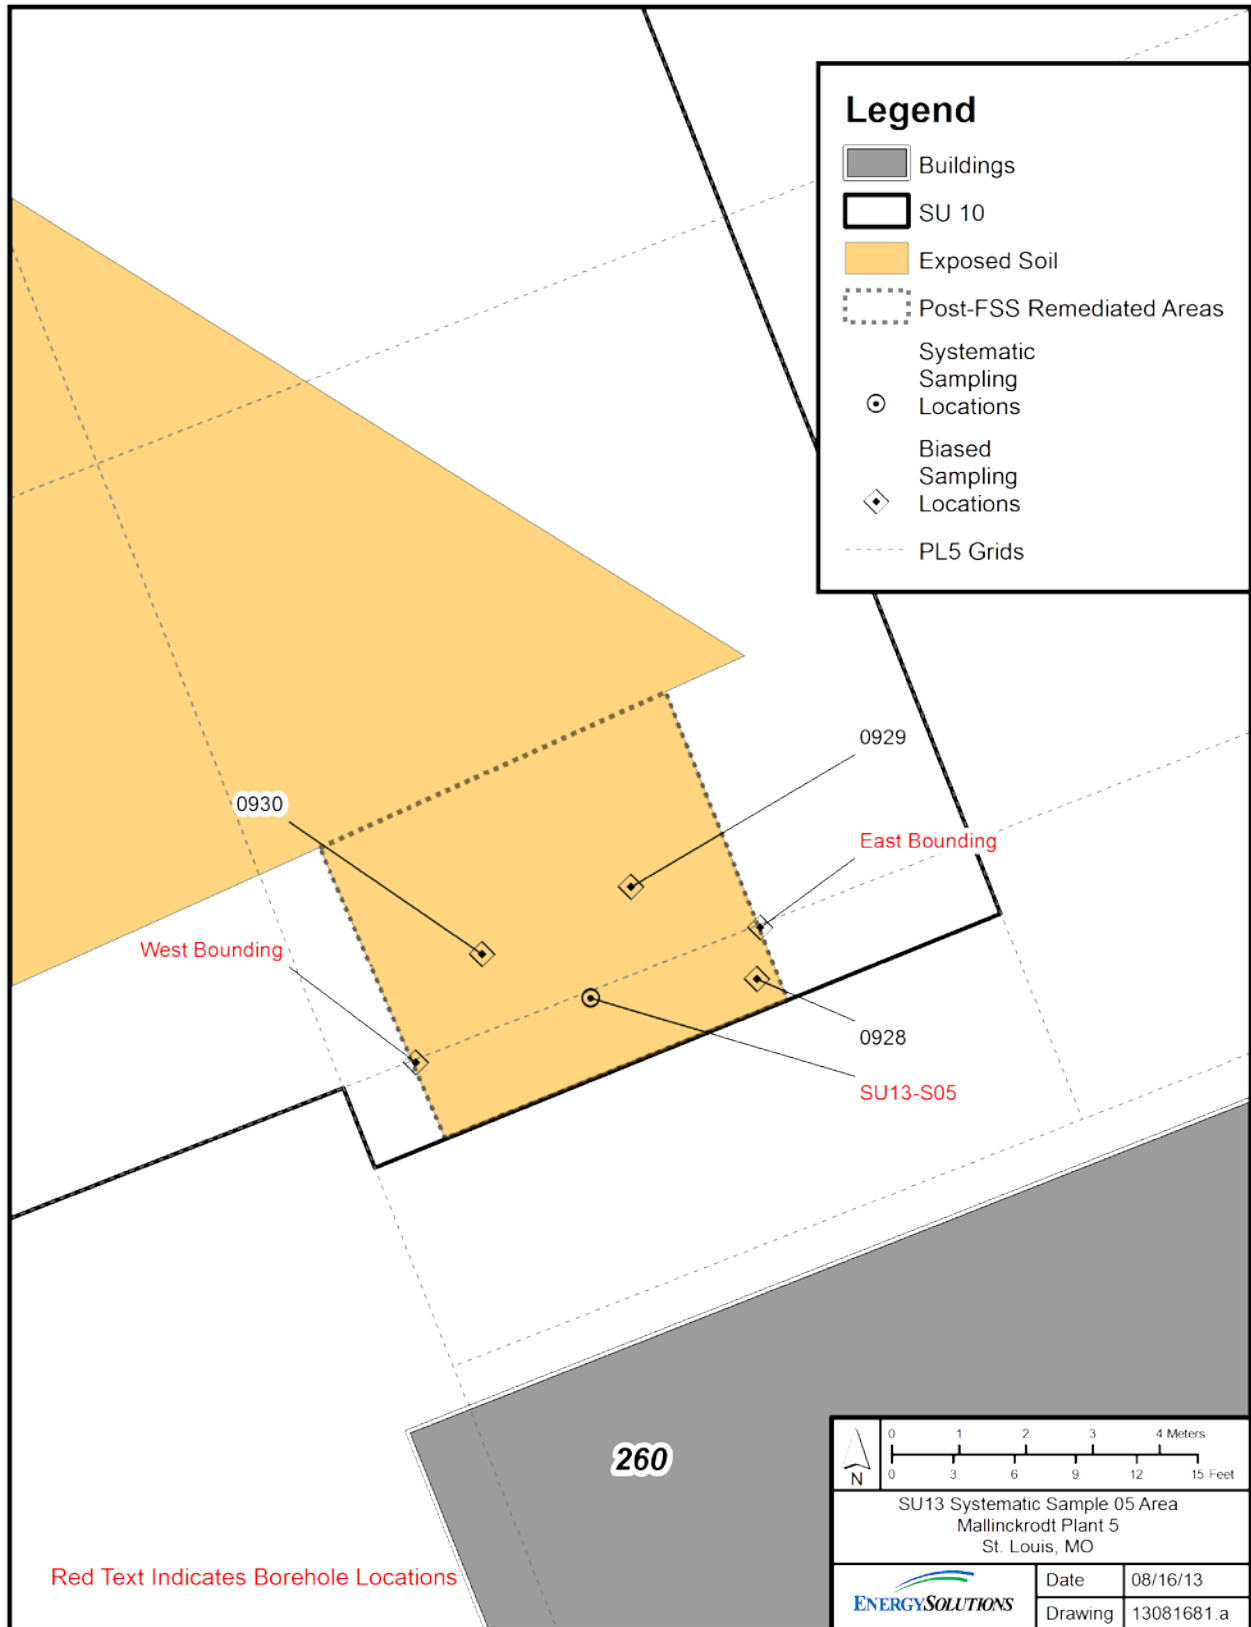 Legend
Buildings
SU 10
Exposed Soil
Post-FSS Remediated Areas
Systematic
Sampling
Locations
Biased
Sampling
Locations
PL5 Grids
0929
0930
East Bounding
West Bounding
0928
SU13-S05
260
Red Text Indicates Borehole Locations
N
0 1 2 3 4 Meters
0 3 6 9 12 15 Feet
SU13 Systematic Sample 05 Area
Mallinckrodt Plant 5
St. Louis, MO
ENERGYSOLUTIONS
Date 08/16/13
Drawing 13081681.a